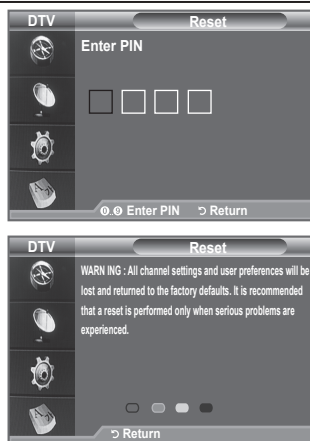 DTV Reset
Enter PIN
0..9 Enter PIN Return
DTV Reset
WARN ING : All channel settings and user preferences will be
lost and returned to the factory defaults. It is recommended
that a reset is performed only when serious problems are
experienced.
Return